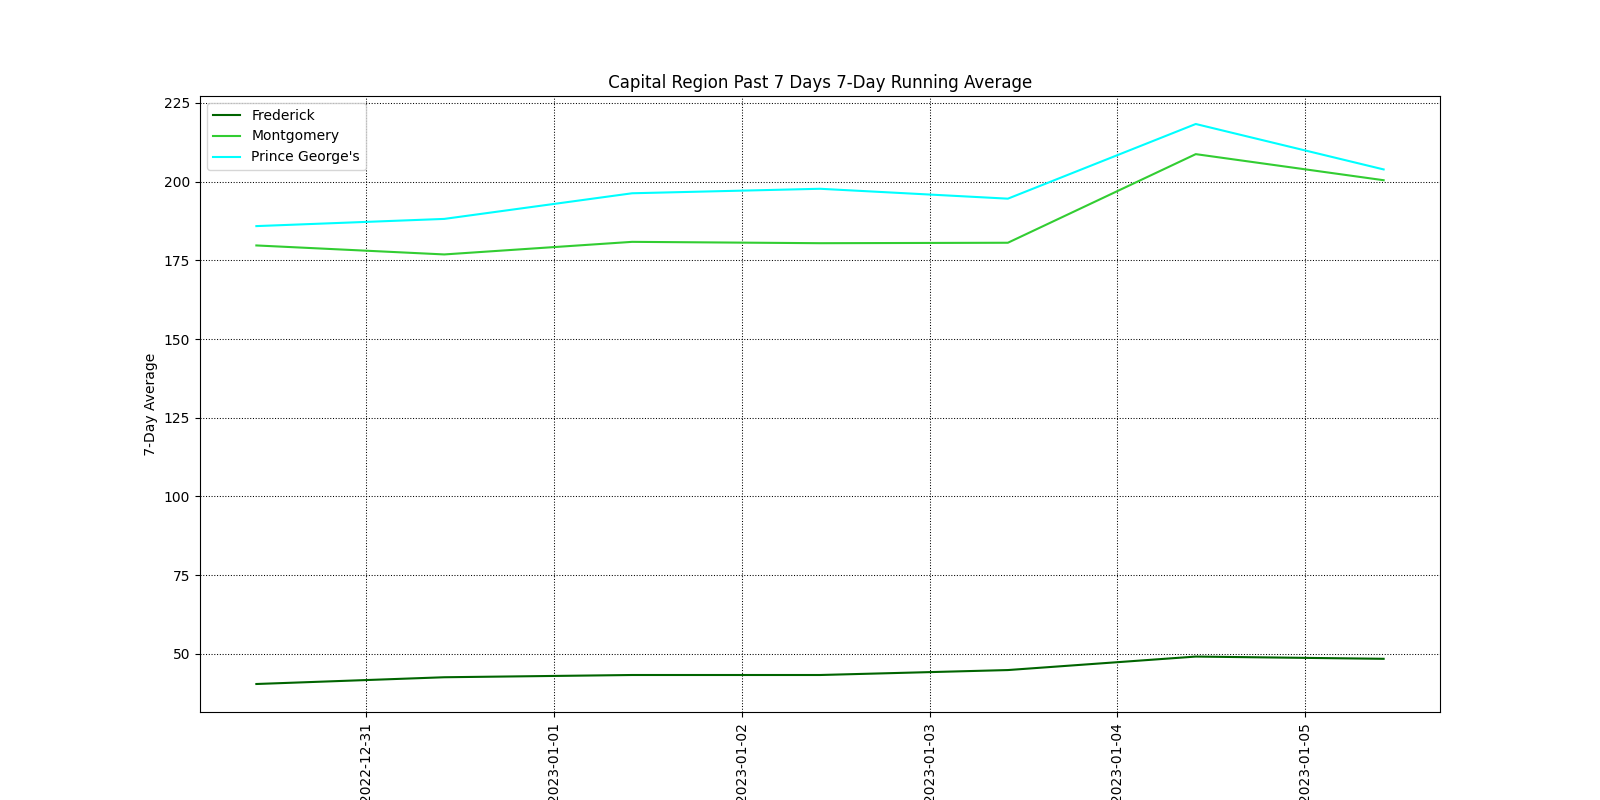 Capital Region Past 7 Days 7-Day Running Average
Frederick
Montgomery
Prince George's
7-Day Average
225
200
175
150
125
100
75
50
2022-12-31
2023-01-01
2023-01-02
2023-01-03
2023-01-04
2023-01-05